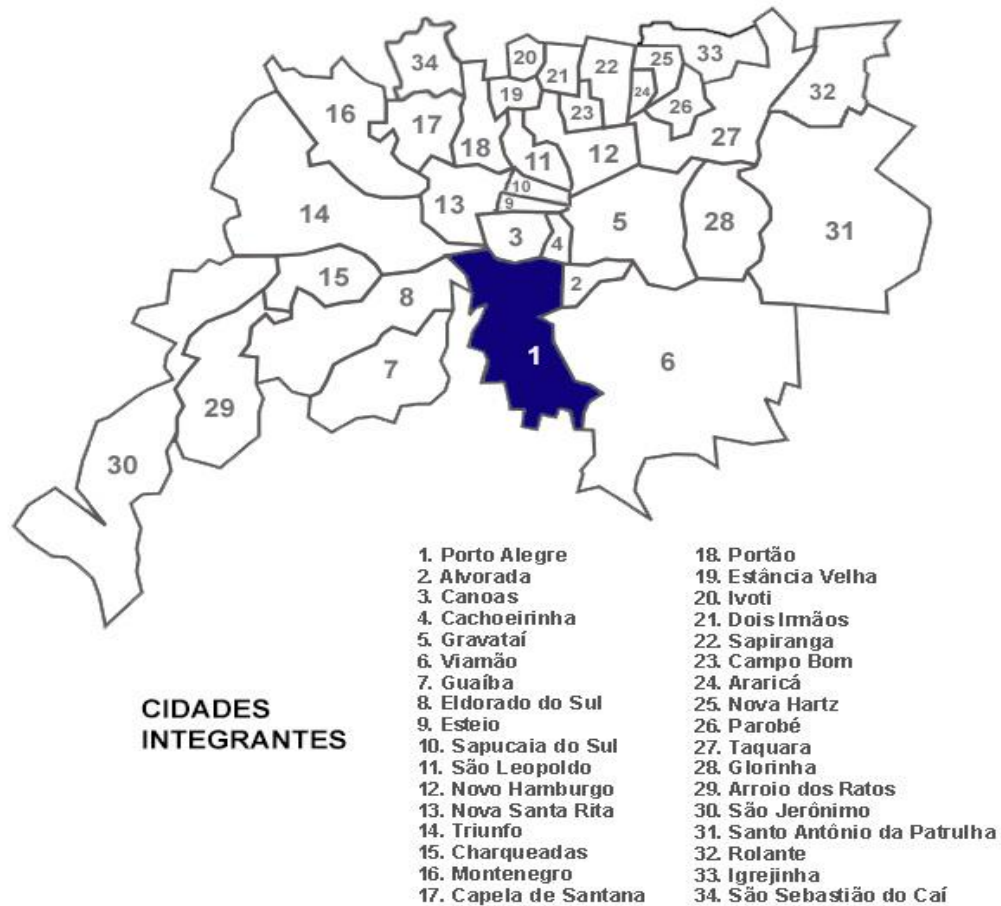 34
20
21
22
25
33
32
16
17
19
24
23
26
18
11
12
27
10
9
14
13
3
4
5
28
31
15
8
2
7
1
6
29
30
1. Porto Alegre
2. Alvorada
3. Canoas
4. Cachoeirinha
5. Gravataí
6. Viamão
7. Guaíba
8. Eldorado do Sul
9. Esteio
10. Sapucaia do Sul
11. São Leopoldo
12. Novo Hamburgo
13. Nova Santa Rita
14. Triunfo
15. Charqueadas
16. Montenegro
17. Capela de Santana
18. Portão
19. Estância Velha
20. Ivoti
21. Dois Irmãos
22. Sapiranga
23. Campo Bom
24. Araricá
25. Nova Hartz
26. Parobé
27. Taquara
28. Glorinha
29. Arroio dos Ratos
30. São Jerônimo
31. Santo Antônio da Patrulha
32. Rolante
33. Igrejinha
34. São Sebastião do Caí
CIDADES
INTEGRANTES